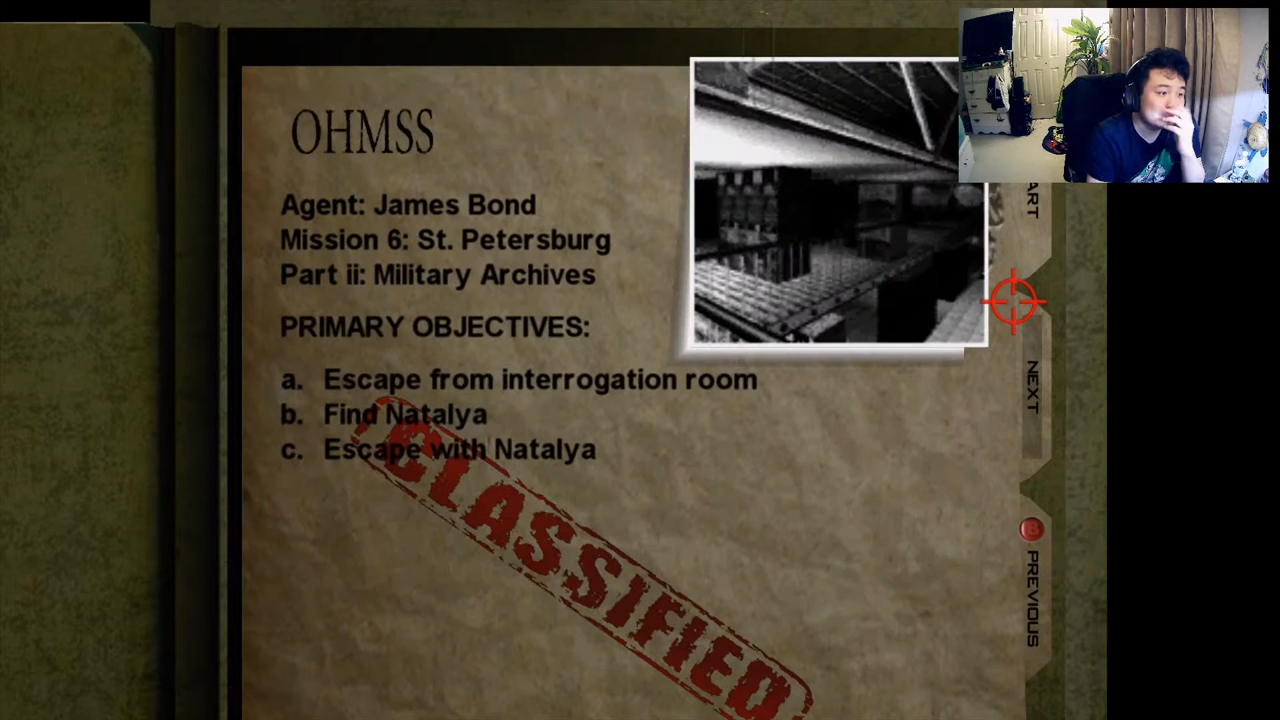 OHMSS
Agent: James Bond
Mission 6: St. Petersburg
Part ii: Military Archives
PRIMARY OBJECTIVES:
a. Escape from interrogation room
b. Find Natalya
c. Escape with Natalya
CLASSIFIED
ART
NEXT
PREVIOUS